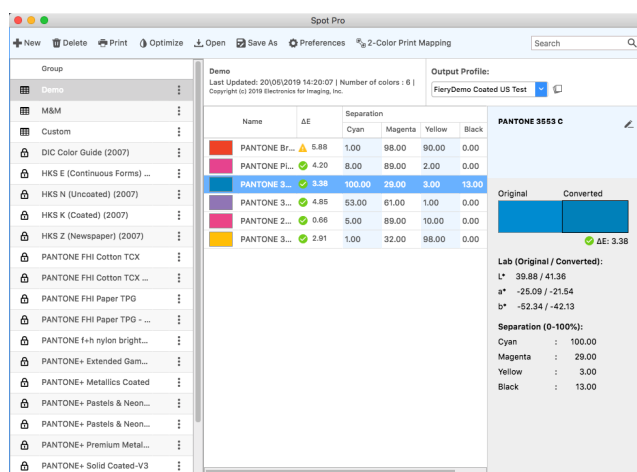 Spot Pro
New Delete Print Optimize Open Save As Preferences 2-Color Print Mapping Search
Group
Demo
M&M
Custom
DIC Color Guide (2007)
HKS E (Continuous Forms) ...
HKS N (Uncoated) (2007)
HKS K (Coated) (2007)
HKS Z (Newspaper) (2007)
PANTONE FHI Cotton TCX
PANTONE FHI Cotton TCX ...
PANTONE FHI Paper TPG
PANTONE FHI Paper TPG - ...
PANTONE f+h nylon bright...
PANTONE+ Extended Gam...
PANTONE+ Metallics Coated
PANTONE+ Pastels & Neon...
PANTONE+ Pastels & Neon...
PANTONE+ Premium Metal...
PANTONE+ Solid Coated-V3
Demo
Last Updated: 20\05\2019 14:20:07 | Number of colors : 6 |
Copyright (c) 2019 Electronics for Imaging, Inc.
Output Profile:
FieryDemo Coated US Test
Name ΔE Separation
Cyan Magenta Yellow Black
PANTONE Br... 5.88 1.00 98.00 90.00 0.00
PANTONE Pi... 4.20 8.00 89.00 2.00 0.00
PANTONE 3... 3.38 100.00 29.00 3.00 13.00
PANTONE 3... 4.85 53.00 61.00 1.00 0.00
PANTONE 2... 0.66 5.00 89.00 10.00 0.00
PANTONE 3... 2.91 1.00 32.00 98.00 0.00
PANTONE 3553 C
Original Converted
ΔE: 3.38
Lab (Original / Converted):
L* 39.88 / 41.36
a* -25.09 / -21.54
b* -52.34 / -42.13
Separation (0-100%):
Cyan : 100.00
Magenta : 29.00
Yellow : 3.00
Black : 13.00